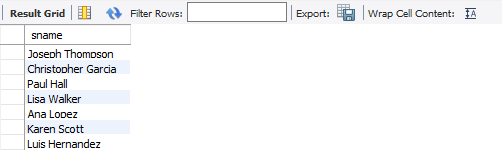 Result Grid Filter Rows: Export: Wrap Cell Content:
sname
Joseph Thompson
Christopher Garcia
Paul Hall
Lisa Walker
Ana Lopez
Karen Scott
Luis Hernandez